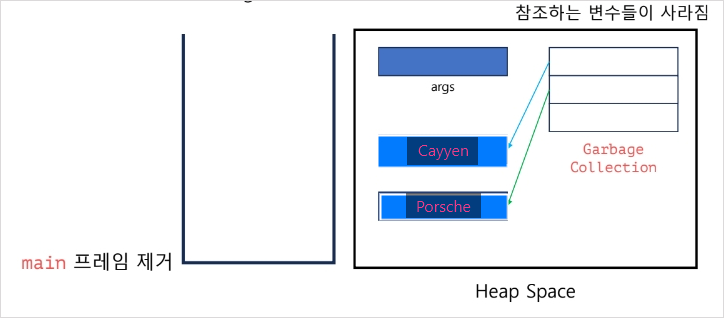 참조하는 변수들이 사라짐
args
Cayyen
Garbage
Collection
Porsche
main 프레임 제거
Heap Space